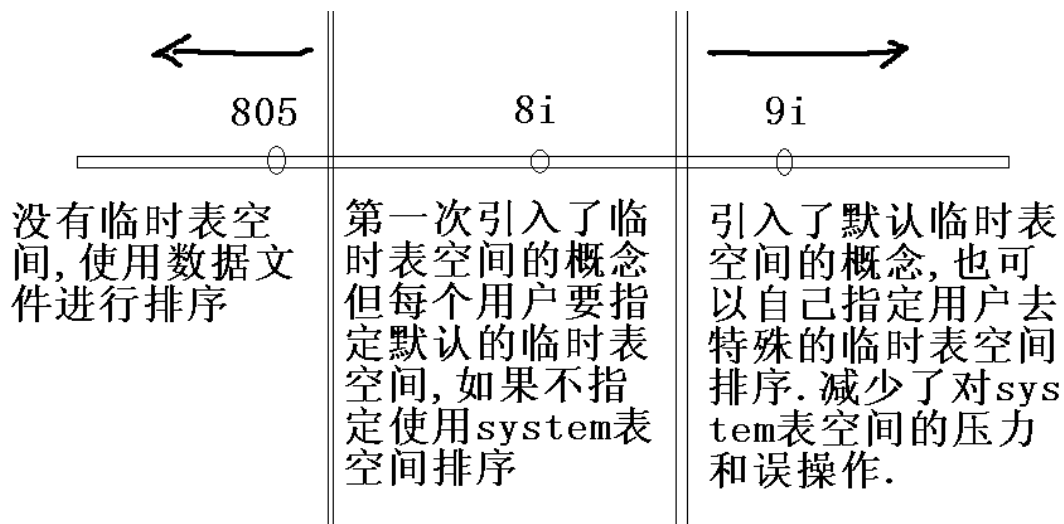 805
8i
9i
没有临时表空
间,使用数据文
件进行排序
第一次引入了临
时表空间的概念
但每个用户要指
定默认的临时表
空间,如果不指
定使用system表
空间排序
引入了默认临时表
空间的概念,也可
以自己指定用户去
特殊的临时表空间
排序.减少了对sys
tem表空间的压力
和误操作.